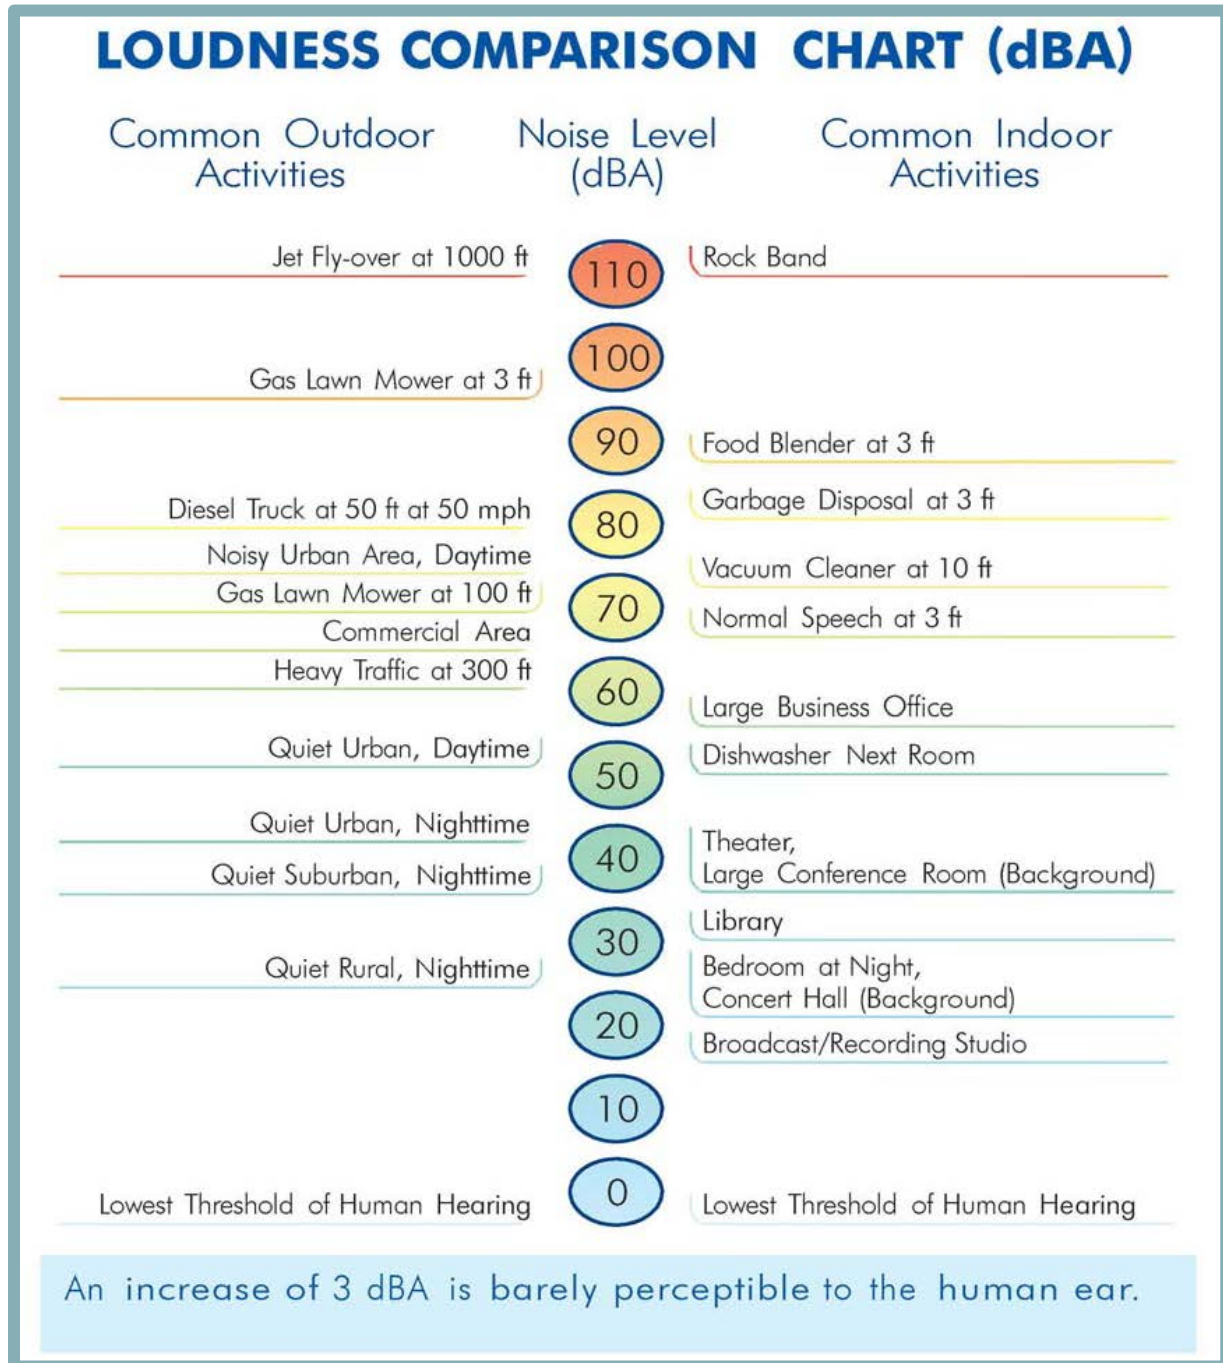 LOUDNESS COMPARISON CHART (dBA)
Common Outdoor
Activities
Noise Level
(dBA)
Common Indoor
Activities
Jet Fly-over at 1000 ft
110
Rock Band
100
Gas Lawn Mower at 3 ft
90
Food Blender at 3 ft
Diesel Truck at 50 ft at 50 mph
80
Garbage Disposal at 3 ft
Noisy Urban Area, Daytime
Vacuum Cleaner at 10 ft
Gas Lawn Mower at 100 ft
70
Normal Speech at 3 ft
Commercial Area
Heavy Traffic at 300 ft
60
Large Business Office
Quiet Urban, Daytime
50
Dishwasher Next Room
Quiet Urban, Nighttime
40
Theater,
Large Conference Room (Background)
Quiet Suburban, Nighttime
30
Library
Quiet Rural, Nighttime
Bedroom at Night,
Concert Hall (Background)
20
Broadcast/Recording Studio
10
Lowest Threshold of Human Hearing
0
Lowest Threshold of Human Hearing
An increase of 3 dBA is barely perceptible to the human ear.